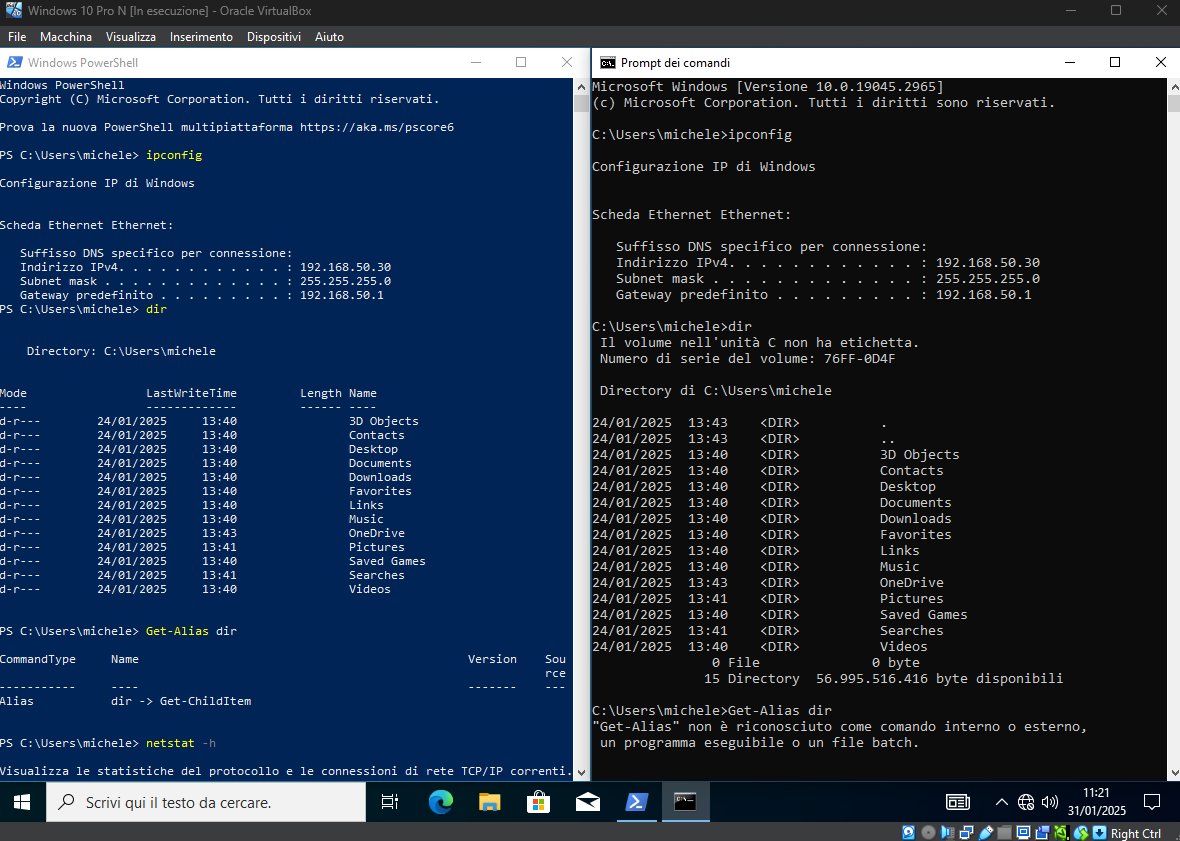 Windows 10 Pro N [In esecuzione] - Oracle VirtualBox
File Macchina Visualizza Inserimento Dispositivi Aiuto
Windows PowerShell
Windows PowerShell
Copyright (C) Microsoft Corporation. Tutti i diritti riservati.
Prova la nuova PowerShell multipiattaforma https://aka.ms/pscore6
PS C:\Users\michele> ipconfig
Configurazione IP di Windows
Scheda Ethernet Ethernet:
Suffisso DNS specifico per connessione:
Indirizzo IPv4. . . . . . . . . . . . : 192.168.50.30
Subnet mask . . . . . . . . . . . . . : 255.255.255.0
Gateway predefinito . . . . . . . . . : 192.168.50.1
PS C:\Users\michele> dir
Directory: C:\Users\michele
Mode LastWriteTime Length Name
---- ------------- ------ ----
d-r--- 24/01/2025 13:40 3D Objects
d-r--- 24/01/2025 13:40 Contacts
d-r--- 24/01/2025 13:40 Desktop
d-r--- 24/01/2025 13:40 Documents
d-r--- 24/01/2025 13:40 Downloads
d-r--- 24/01/2025 13:40 Favorites
d-r--- 24/01/2025 13:40 Links
d-r--- 24/01/2025 13:40 Music
d-r--- 24/01/2025 13:43 OneDrive
d-r--- 24/01/2025 13:41 Pictures
d-r--- 24/01/2025 13:40 Saved Games
d-r--- 24/01/2025 13:41 Searches
d-r--- 24/01/2025 13:40 Videos
PS C:\Users\michele> Get-Alias dir
CommandType Name Version Sou
rce
----------- ---- ------- ---
Alias dir -> Get-ChildItem
PS C:\Users\michele> netstat -h
Visualizza le statistiche del protocollo e le connessioni di rete TCP/IP correnti.
Prompt dei comandi
Microsoft Windows [Versione 10.0.19045.2965]
(c) Microsoft Corporation. Tutti i diritti sono riservati.
C:\Users\michele>ipconfig
Configurazione IP di Windows
Scheda Ethernet Ethernet:
Suffisso DNS specifico per connessione:
Indirizzo IPv4. . . . . . . . . . . . : 192.168.50.30
Subnet mask . . . . . . . . . . . . . : 255.255.255.0
Gateway predefinito . . . . . . . . . : 192.168.50.1
C:\Users\michele>dir
Il volume nell'unità C non ha etichetta.
Numero di serie del volume: 76FF-0D4F
Directory di C:\Users\michele
24/01/2025 13:43 <DIR> .
24/01/2025 13:43 <DIR> ..
24/01/2025 13:40 <DIR> 3D Objects
24/01/2025 13:40 <DIR> Contacts
24/01/2025 13:40 <DIR> Desktop
24/01/2025 13:40 <DIR> Documents
24/01/2025 13:40 <DIR> Downloads
24/01/2025 13:40 <DIR> Favorites
24/01/2025 13:40 <DIR> Links
24/01/2025 13:40 <DIR> Music
24/01/2025 13:43 <DIR> OneDrive
24/01/2025 13:41 <DIR> Pictures
24/01/2025 13:40 <DIR> Saved Games
24/01/2025 13:41 <DIR> Searches
24/01/2025 13:40 <DIR> Videos
0 File 0 byte
15 Directory 56.995.516.416 byte disponibili
C:\Users\michele>Get-Alias dir
"Get-Alias" non è riconosciuto come comando interno o esterno,
un programma eseguibile o un file batch.
Scrivi qui il testo da cercare.
11:21
31/01/2025
Right Ctrl